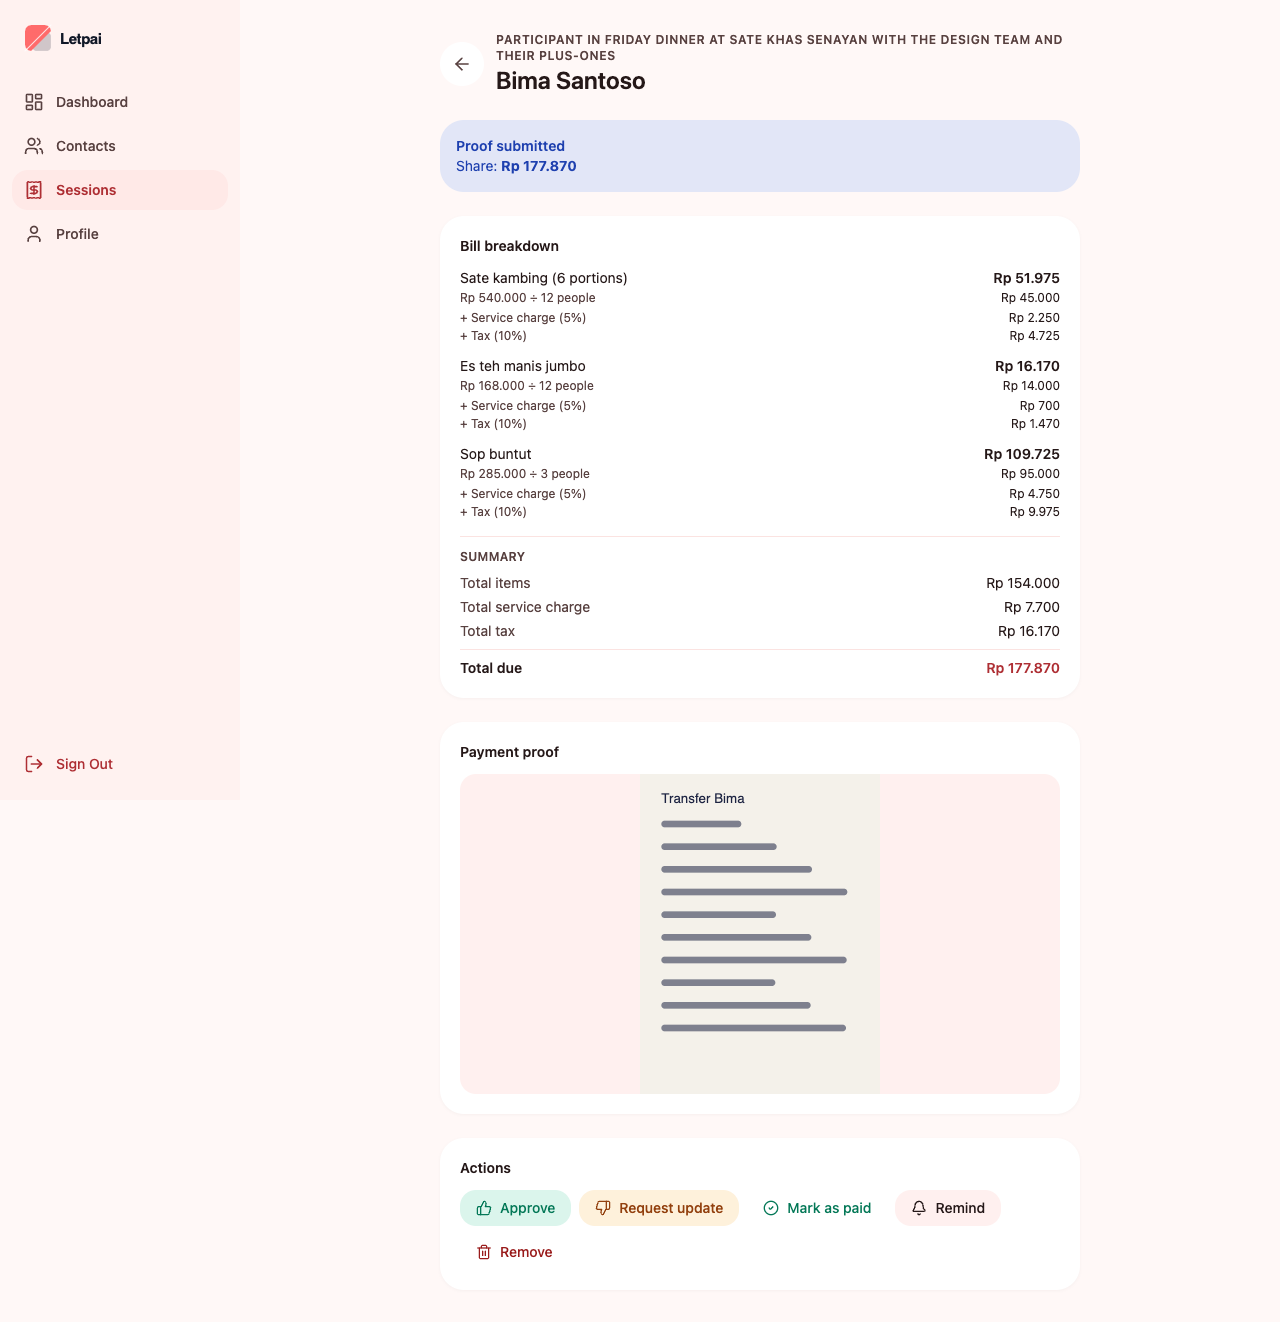 Letpai
Dashboard
Contacts
Sessions
Profile
Sign Out
PARTICIPANT IN FRIDAY DINNER AT SATE KHAS SENAYAN WITH THE DESIGN TEAM AND
THEIR PLUS-ONES
Bima Santoso
Proof submitted
Share: Rp 177.870
Bill breakdown
Sate kambing (6 portions) Rp 51.975
Rp 540.000 ÷ 12 people Rp 45.000
+ Service charge (5%) Rp 2.250
+ Tax (10%) Rp 4.725
Es teh manis jumbo Rp 16.170
Rp 168.000 ÷ 12 people Rp 14.000
+ Service charge (5%) Rp 700
+ Tax (10%) Rp 1.470
Sop buntut Rp 109.725
Rp 285.000 ÷ 3 people Rp 95.000
+ Service charge (5%) Rp 4.750
+ Tax (10%) Rp 9.975
SUMMARY
Total items Rp 154.000
Total service charge Rp 7.700
Total tax Rp 16.170
Total due Rp 177.870
Payment proof
Transfer Bima
Actions
Approve Request update Mark as paid Remind
Remove